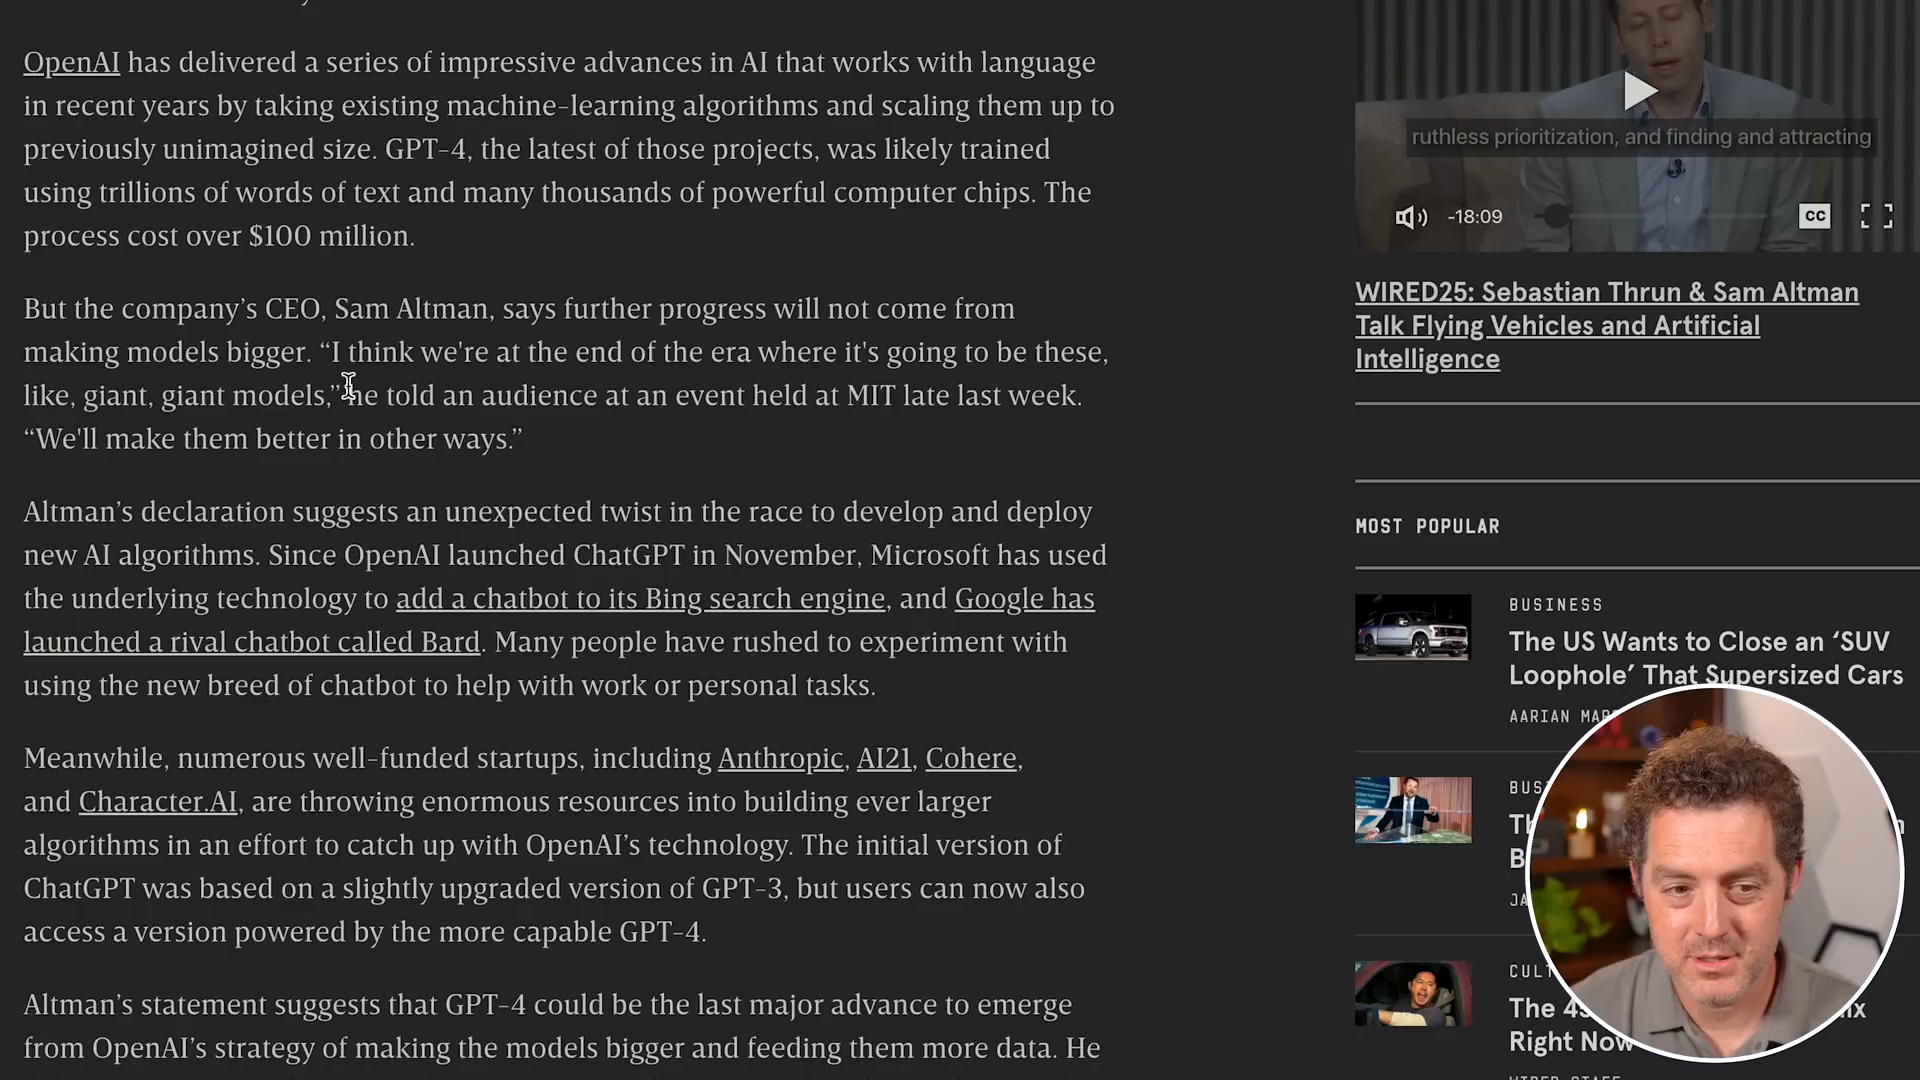 OpenAI has delivered a series of impressive advances in AI that works with language
in recent years by taking existing machine-learning algorithms and scaling them up to
previously unimagined size. GPT-4, the latest of those projects, was likely trained
using trillions of words of text and many thousands of powerful computer chips. The
process cost over $100 million.
But the company’s CEO, Sam Altman, says further progress will not come from
making models bigger. “I think we're at the end of the era where it's going to be these,
like, giant, giant models,” he told an audience at an event held at MIT late last week.
“We'll make them better in other ways.”
Altman’s declaration suggests an unexpected twist in the race to develop and deploy
new AI algorithms. Since OpenAI launched ChatGPT in November, Microsoft has used
the underlying technology to add a chatbot to its Bing search engine, and Google has
launched a rival chatbot called Bard. Many people have rushed to experiment with
using the new breed of chatbot to help with work or personal tasks.
Meanwhile, numerous well-funded startups, including Anthropic, AI21, Cohere,
and Character.AI, are throwing enormous resources into building ever larger
algorithms in an effort to catch up with OpenAI’s technology. The initial version of
ChatGPT was based on a slightly upgraded version of GPT-3, but users can now also
access a version powered by the more capable GPT-4.
Altman’s statement suggests that GPT-4 could be the last major advance to emerge
from OpenAI’s strategy of making the models bigger and feeding them more data. He
ruthless prioritization, and finding and attracting
-18:09
CC
WIRED25: Sebastian Thrun & Sam Altman
Talk Flying Vehicles and Artificial
Intelligence
MOST POPULAR
BUSINESS
The US Wants to Close an ‘SUV
Loophole’ That Supersized Cars
AARIAN
The
Right Now